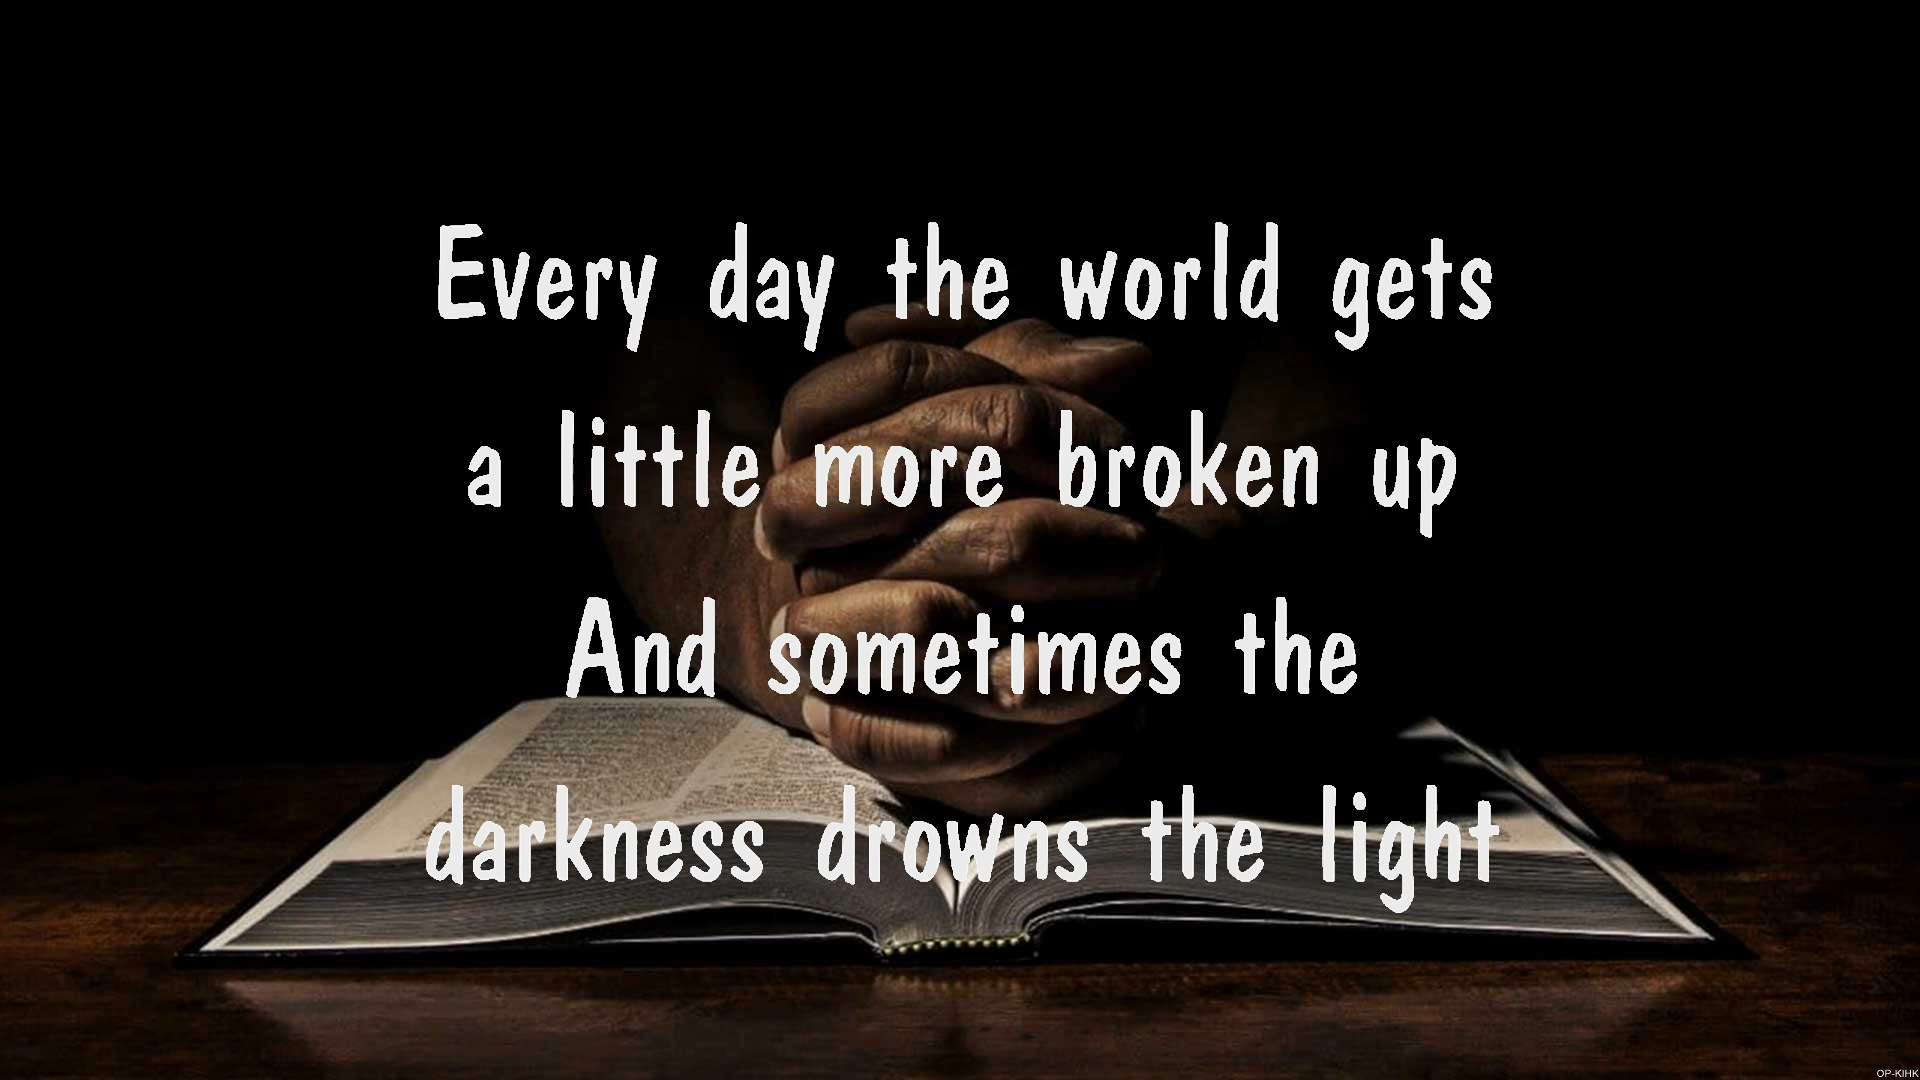 Every day the world gets
a little more broken up
And sometimes the
darkness drowns the light
OP-KIHK